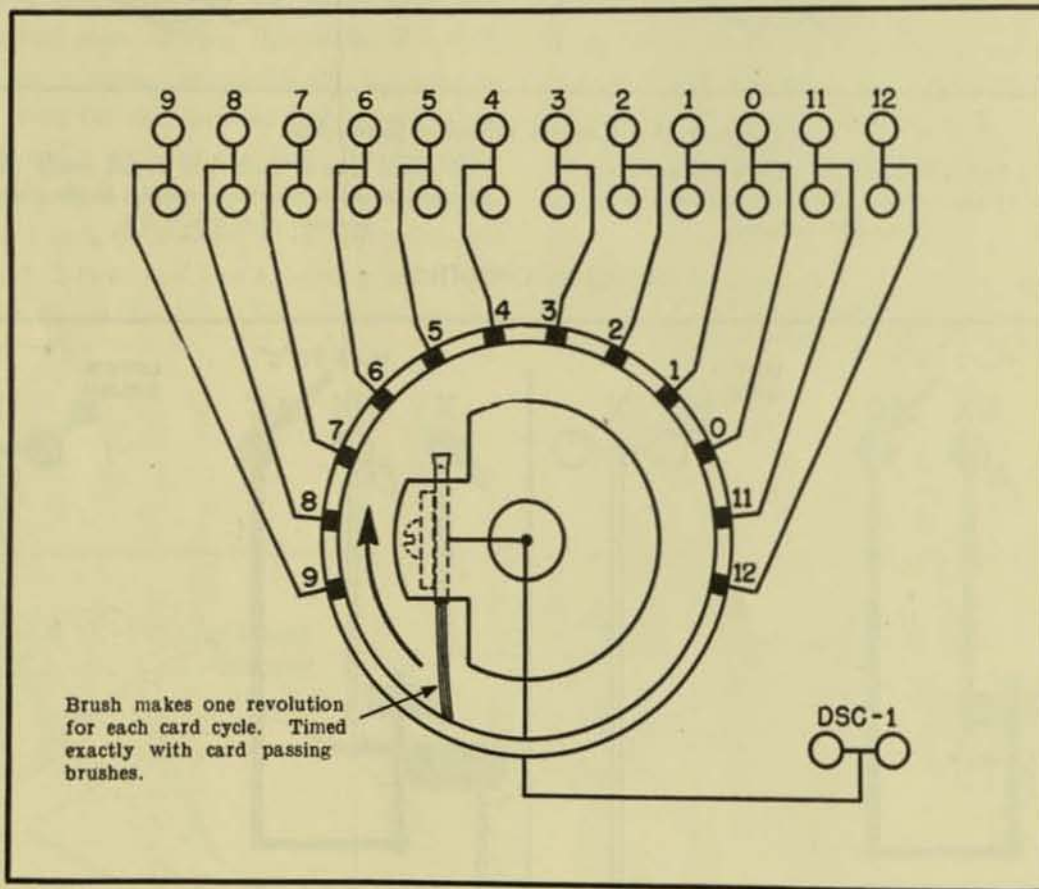 9 8 7 6 5 4 3 2 1 0 11 12
4 3
5 2
6 1
7 0
8 11
9 12
Brush makes one revolution
for each card cycle. Timed
exactly with card passing
brushes.
DSC-1